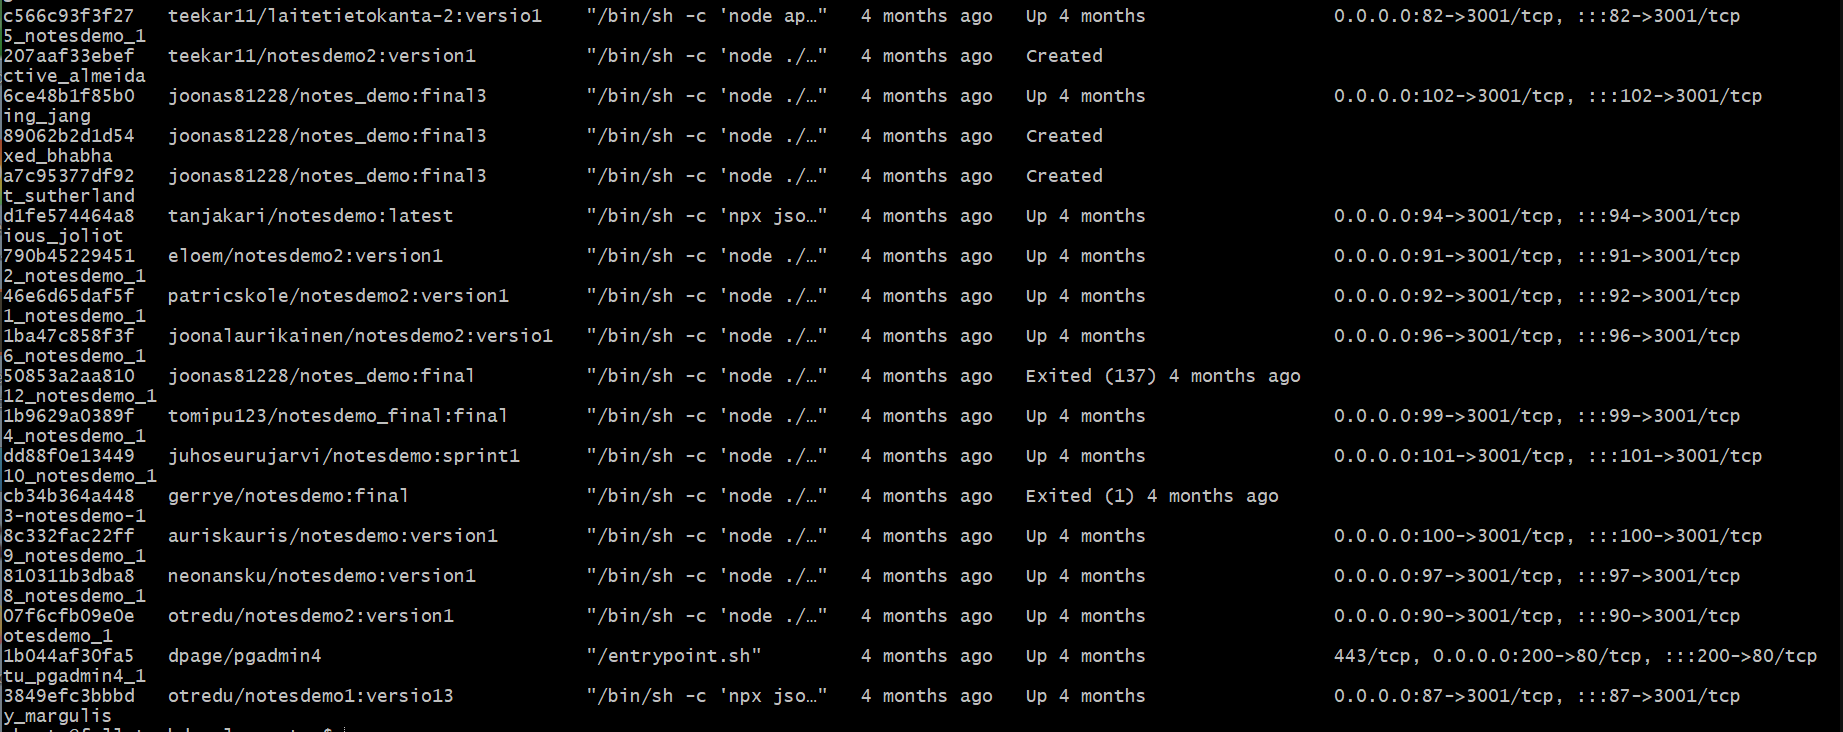 c566c93f3f27 teekar11/laitetietokanta-2:versio1 "/bin/sh -c 'node ap…" 4 months ago Up 4 months 0.0.0.0:82->3001/tcp, :::82->3001/tcp
5_notesdemo_1
207aaf33ebef teekar11/notesdemo2:version1 "/bin/sh -c 'node ./…" 4 months ago Created
ctive_almeida
6ce48b1f85b0 joonas81228/notes_demo:final3 "/bin/sh -c 'node ./…" 4 months ago Up 4 months 0.0.0.0:102->3001/tcp, :::102->3001/tcp
ing_jang
89062b2d1d54 joonas81228/notes_demo:final3 "/bin/sh -c 'node ./…" 4 months ago Created
xed_bhabha
a7c95377df92 joonas81228/notes_demo:final3 "/bin/sh -c 'node ./…" 4 months ago Created
t_sutherland
d1fe574464a8 tanjakari/notesdemo:latest "/bin/sh -c 'npx jso…" 4 months ago Up 4 months 0.0.0.0:94->3001/tcp, :::94->3001/tcp
ious_joliot
790b45229451 eloem/notesdemo2:version1 "/bin/sh -c 'node ./…" 4 months ago Up 4 months 0.0.0.0:91->3001/tcp, :::91->3001/tcp
2_notesdemo_1
46e6d65daf5f patricskole/notesdemo2:version1 "/bin/sh -c 'node ./…" 4 months ago Up 4 months 0.0.0.0:92->3001/tcp, :::92->3001/tcp
1_notesdemo_1
1ba47c858f3f joonalaurikainen/notesdemo2:versio1 "/bin/sh -c 'node ./…" 4 months ago Up 4 months 0.0.0.0:96->3001/tcp, :::96->3001/tcp
6_notesdemo_1
50853a2aa810 joonas81228/notes_demo:final "/bin/sh -c 'node ./…" 4 months ago Exited (137) 4 months ago
12_notesdemo_1
1b9629a0389f tomipu123/notesdemo_final:final "/bin/sh -c 'node ./…" 4 months ago Up 4 months 0.0.0.0:99->3001/tcp, :::99->3001/tcp
4_notesdemo_1
dd88f0e13449 juhoseurujarvi/notesdemo:sprint1 "/bin/sh -c 'node ./…" 4 months ago Up 4 months 0.0.0.0:101->3001/tcp, :::101->3001/tcp
10_notesdemo_1
cb34b364a448 gerrye/notesdemo:final "/bin/sh -c 'node ./…" 4 months ago Exited (1) 4 months ago
3-notesdemo-1
8c332fac22ff auriskauris/notesdemo:version1 "/bin/sh -c 'node ./…" 4 months ago Up 4 months 0.0.0.0:100->3001/tcp, :::100->3001/tcp
9_notesdemo_1
810311b3dba8 neonansku/notesdemo:version1 "/bin/sh -c 'node ./…" 4 months ago Up 4 months 0.0.0.0:97->3001/tcp, :::97->3001/tcp
8_notesdemo_1
07f6cfb09e0e otredu/notesdemo2:version1 "/bin/sh -c 'node ./…" 4 months ago Up 4 months 0.0.0.0:90->3001/tcp, :::90->3001/tcp
otesdemo_1
1b044af30fa5 dpage/pgadmin4 "/entrypoint.sh" 4 months ago Up 4 months 443/tcp, 0.0.0.0:200->80/tcp, :::200->80/tcp
tu_pgadmin4_1
3849efc3bbbd otredu/notesdemo1:versio13 "/bin/sh -c 'npx jso…" 4 months ago Up 4 months 0.0.0.0:87->3001/tcp, :::87->3001/tcp
y_margulis